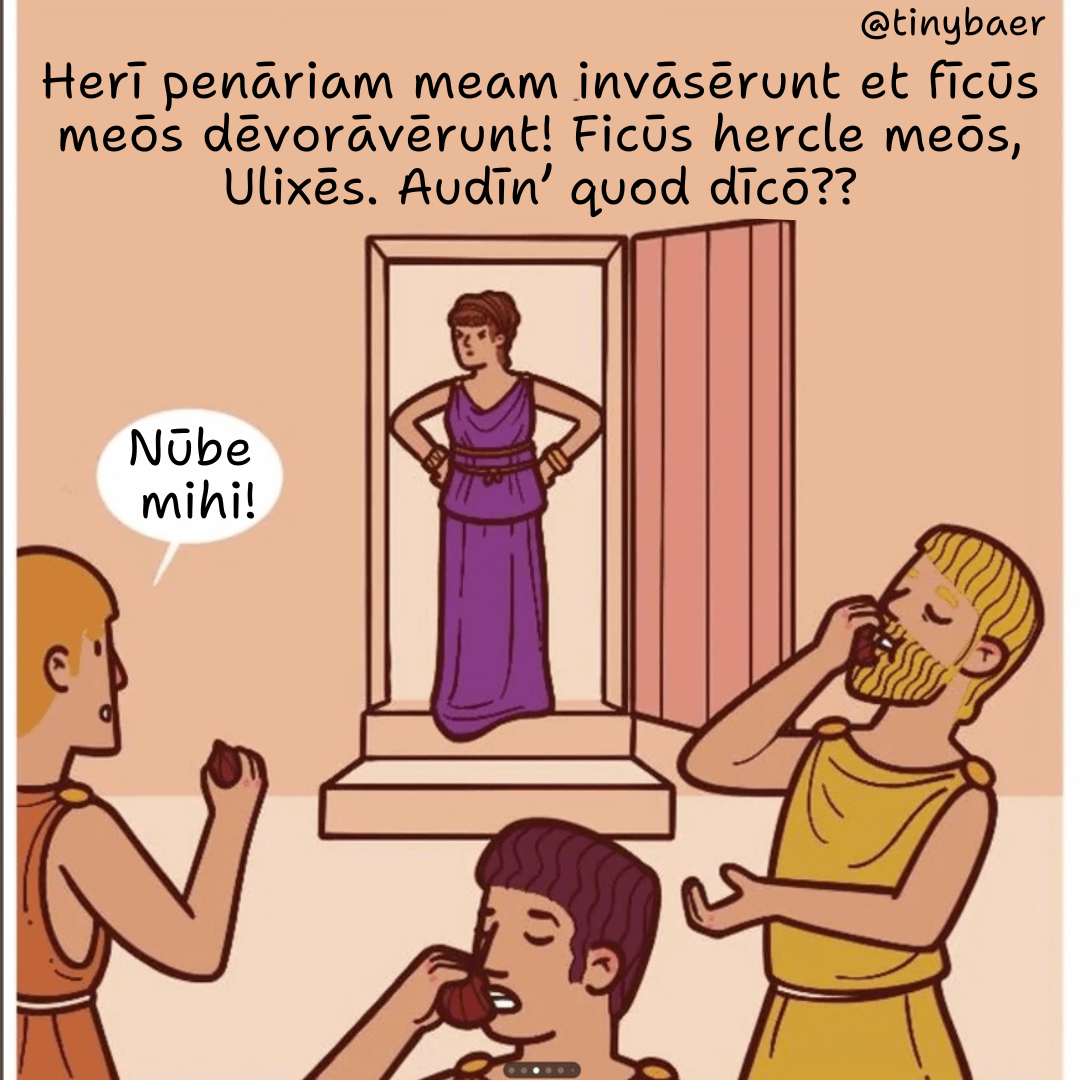 @tinybaer
Herī penāriam meam invāsērunt et fīcūs
meōs dēvorāvērunt! Ficūs hercle meōs,
Ulixēs. Audīn’ quod dīcō??
Nūbe
mihi!